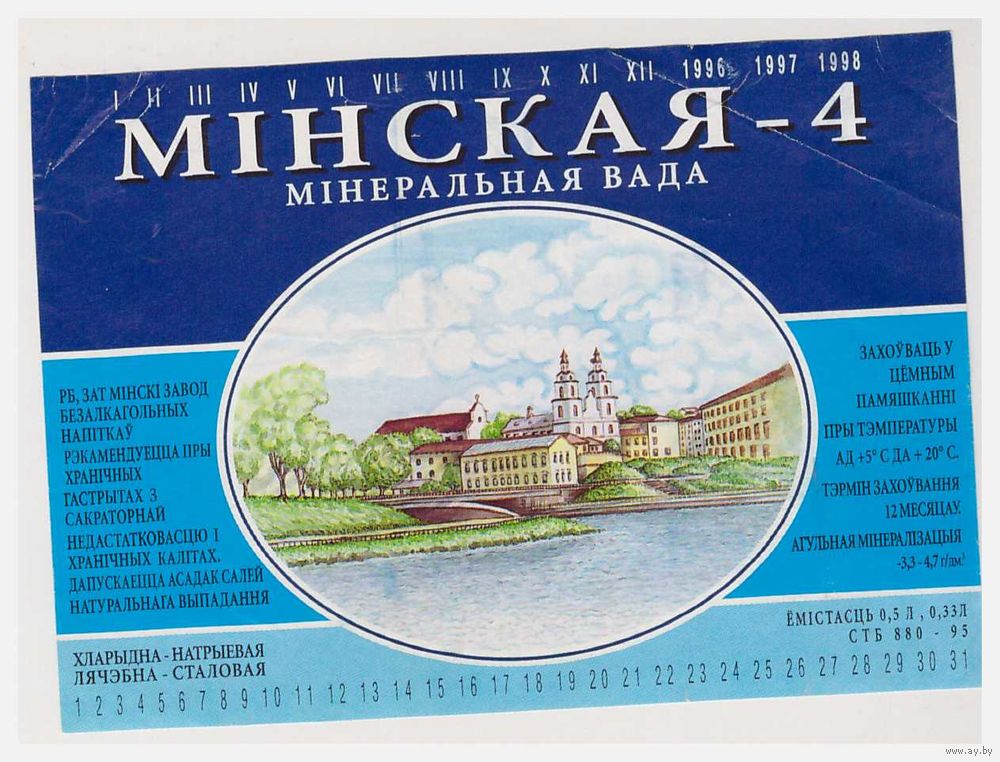 I II III IV V VI VII VIII IX X XI XII 1996 1997 1998
МІНСКАЯ - 4
МІНЕРАЛЬНАЯ ВАДА
РБ, ЗАТ МІНСКІ ЗАВОД
БЕЗАЛКАГОЛЬНЫХ
НАПІТКАЎ
РЭКАМЕНДУЕЦЦА ПРЫ
ХРАНІЧНЫХ
ГАСТРЫТАХ З
САКРАТОРНАЙ
НЕДАСТАТКОВАСЦЮ І
ХРАНІЧНЫХ КАЛІТАХ.
ДАПУСКАЕЦЦА АСАДАК САЛЕЙ
НАТУРАЛЬНАГА ВЫПАДАННЯ
ХЛАРЫДНА - НАТРЫЕВАЯ
ЛЯЧЭБНА - СТАЛОВАЯ
ЗАХОЎВАЦЬ У
ЦЁМНЫМ
ПАМЯШКАННІ
ПРЫ ТЭМПЕРАТУРЫ
АД +5° С ДА + 20° С.
ТЭРМІН ЗАХОЎВАННЯ
12 МЕСЯЦАУ.
АГУЛЬНАЯ МІНЕРАЛІЗАЦЫЯ
-3,3 - 4,7 г/дм³
ЁМІСТАСЦЬ 0,5 Л , 0,33Л
СТБ 880 - 95
1 2 3 4 5 6 7 8 9 10 11 12 13 14 15 16 17 18 19 20 21 22 23 24 25 26 27 28 29 30 31
www.ay.by